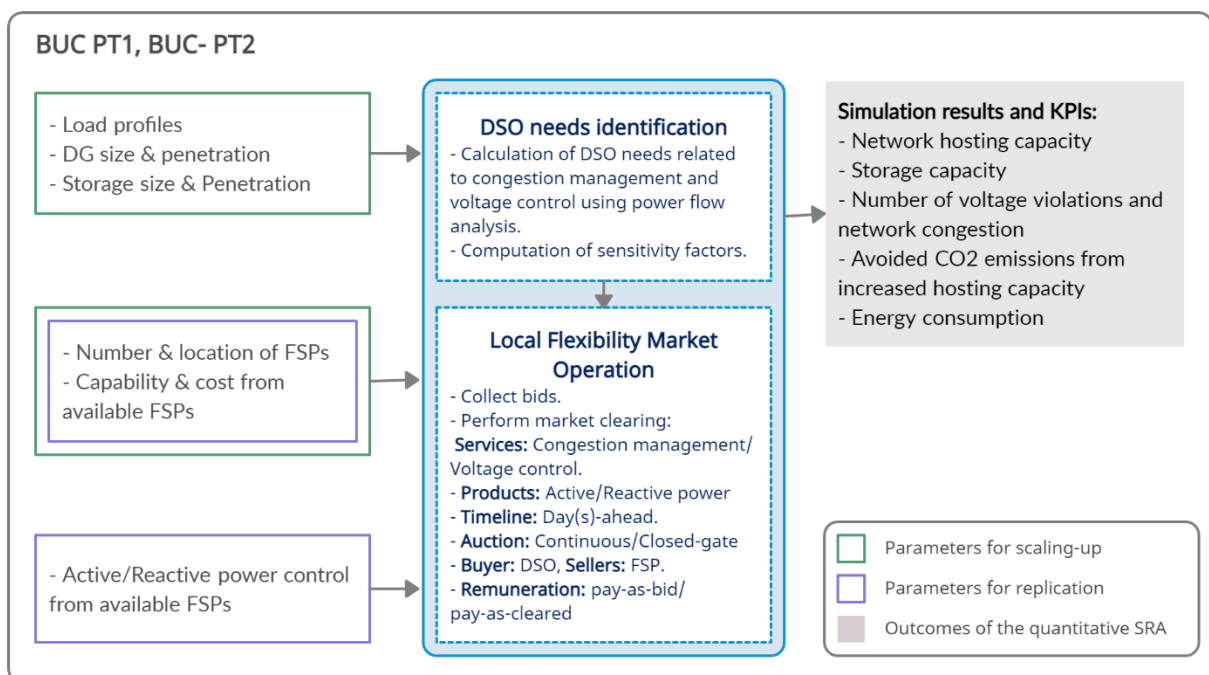 BUC PT1, BUC- PT2
- Load profiles
- DG size & penetration
- Storage size & Penetration
DSO needs identification
- Calculation of DSO needs related
to congestion management and
voltage control using power flow
analysis.
- Computation of sensitivity factors.
Simulation results and KPIs:
- Network hosting capacity
- Storage capacity
- Number of voltage violations and
network congestion
- Avoided CO2 emissions from
increased hosting capacity
- Energy consumption
- Number & location of FSPs
- Capability & cost from
available FSPs
Local Flexibility Market
Operation
- Collect bids.
- Perform market clearing:
Services: Congestion management/
Voltage control.
- Products: Active/Reactive power
- Timeline: Day(s)-ahead.
- Auction: Continuous/Closed-gate
- Buyer: DSO, Sellers: FSP.
- Remuneration: pay-as-bid/
pay-as-cleared
- Active/Reactive power control
from available FSPs
Parameters for scaling-up
Parameters for replication
Outcomes of the quantitative SRA